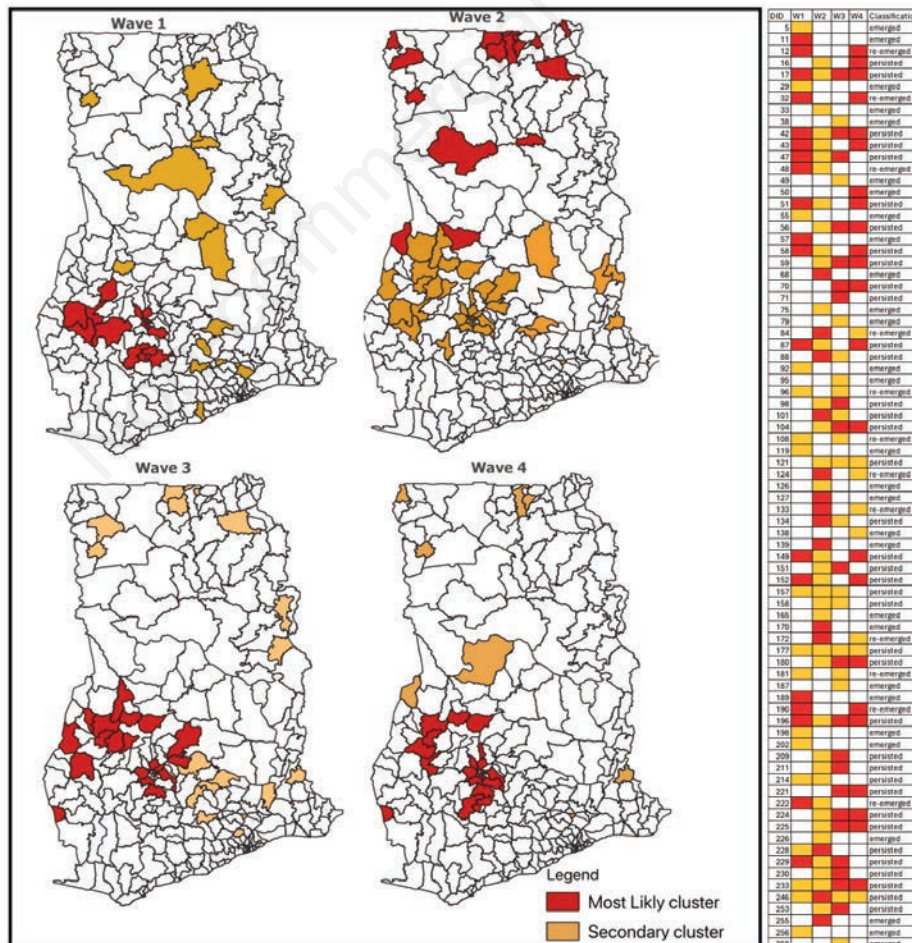 Wave 1
Wave 2
Wave 3
Wave 4
Legend
Most Likly cluster
Secondary cluster
DID W1 W2 W3 W4 Classificatio
5 emerged
11 emerged
12 re-emerged
16 persisted
17 persisted
29 emerged
32 re-emerged
33 emerged
38 emerged
42 persisted
43 persisted
47 persisted
48 re-emerged
49 emerged
50 emerged
51 persisted
55 emerged
56 persisted
57 emerged
58 persisted
59 persisted
68 emerged
70 persisted
71 persisted
75 emerged
79 emerged
84 re-emerged
87 persisted
88 persisted
92 emerged
95 emerged
96 re-emerged
98 persisted
101 persisted
104 persisted
108 re-emerged
119 emerged
121 persisted
124 re-emerged
126 emerged
127 emerged
133 re-emerged
134 persisted
138 emerged
139 emerged
149 persisted
151 persisted
152 persisted
157 persisted
158 persisted
165 emerged
170 emerged
172 re-emerged
177 persisted
180 persisted
181 re-emerged
187 emerged
189 emerged
190 re-emerged
196 persisted
198 emerged
202 emerged
209 persisted
211 persisted
214 persisted
221 persisted
222 re-emerged
224 persisted
225 persisted
226 emerged
228 persisted
229 persisted
230 persisted
233 persisted
246 persisted
253 persisted
255 emerged
256 emerged